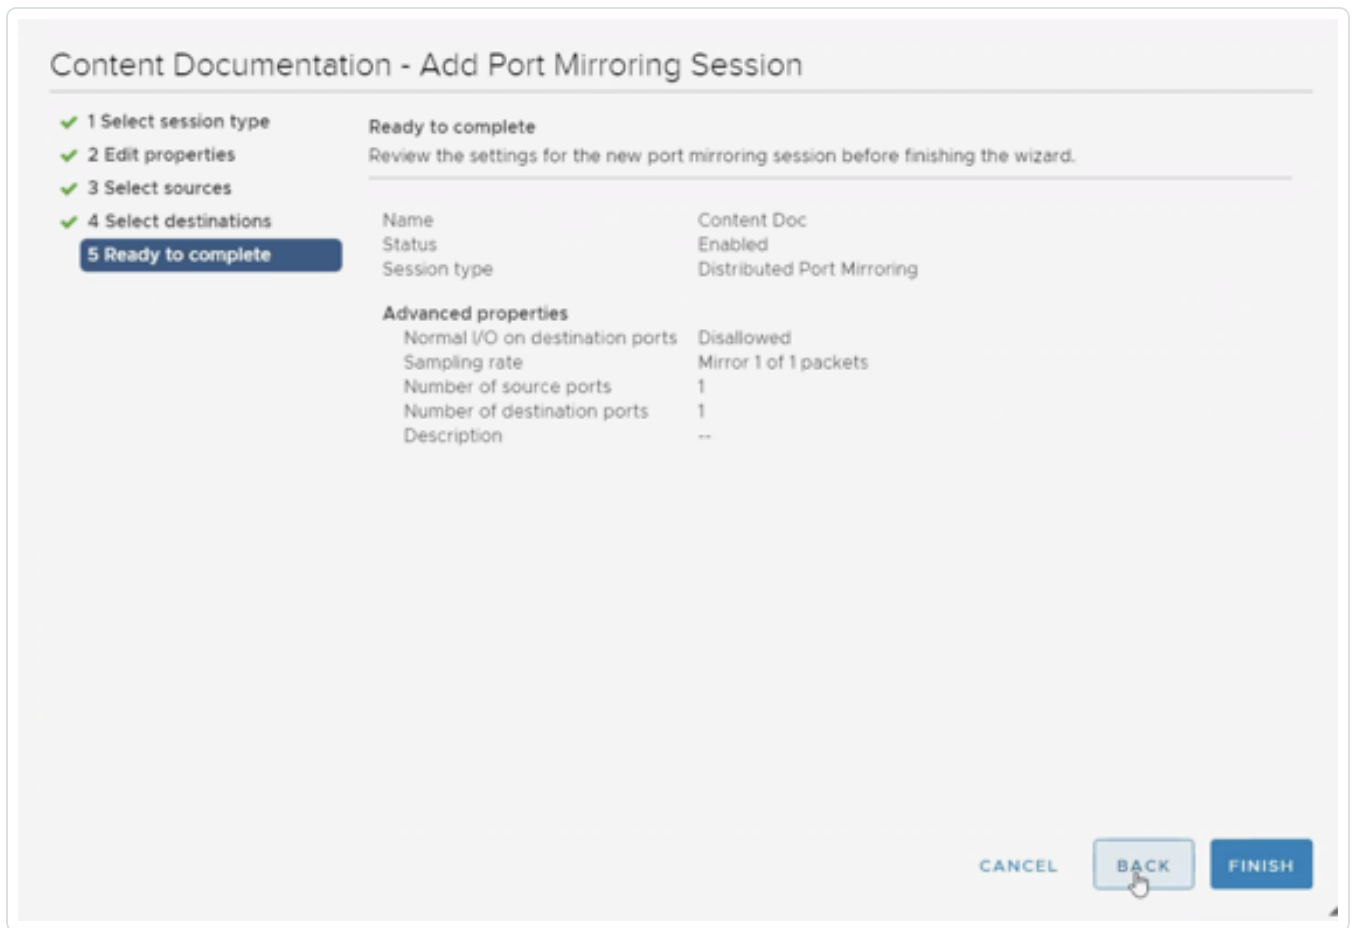 Content Documentation - Add Port Mirroring Session
1 Select session type
2 Edit properties
3 Select sources
4 Select destinations
5 Ready to complete
Ready to complete
Review the settings for the new port mirroring session before finishing the wizard.
Name Content Doc
Status Enabled
Session type Distributed Port Mirroring
Advanced properties
Normal I/O on destination ports Disallowed
Sampling rate Mirror 1 of 1 packets
Number of source ports 1
Number of destination ports 1
Description --
CANCEL BACK FINISH